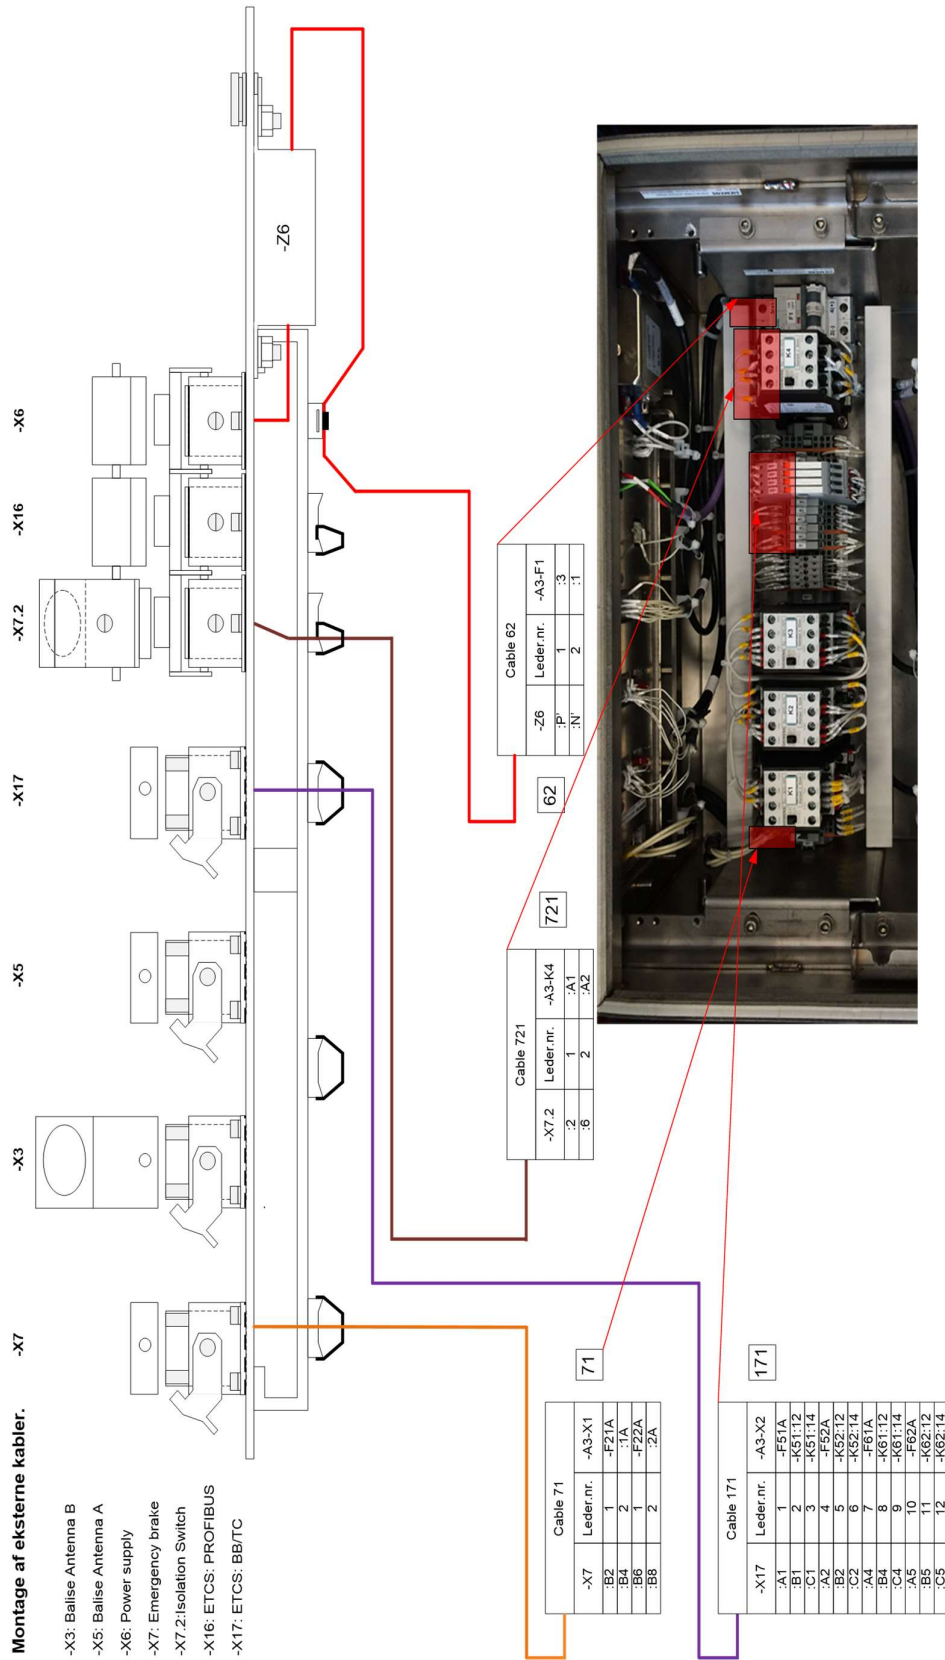 Montage af eksterne kabler.
-X3: Balise Antenna B
-X5: Balise Antenna A
-X6: Power supply
-X7: Emergency brake
-X7.2:Isolation Switch
-X16: ETCS: PROFIBUS
-X17: ETCS: BB/TC
-X7
-X3
-X5
-X17
-X7.2
-X16
-X6
-Z6
Cable 71
-X7 Leder.nr. -A3-X1
:B2 1 -F21A
:B4 2 :1A
:B6 1 -F22A
:B8 2 :2A
71
Cable 721
-X7.2 Leder.nr. -A3-K4
:2 1 :A1
:6 2 :A2
721
Cable 62
-Z6 Leder.nr. -A3-F1
:P' 1 :3
:N' 2 :1
62
Cable 171
-X17 Leder.nr. -A3-X2
:A1 1 -F51A
:B1 2 -K51:12
:C1 3 -K51:14
:A2 4 -F52A
:B2 5 -K52:12
:C2 6 -K52:14
:A4 7 -F61A
:B4 8 -K61:12
:C4 9 -K61:14
:A5 10 -F62A
:B5 11 -K62:12
:C5 12 -K62:14
171
K1
K2
K3
K4
F1
SIEMENS